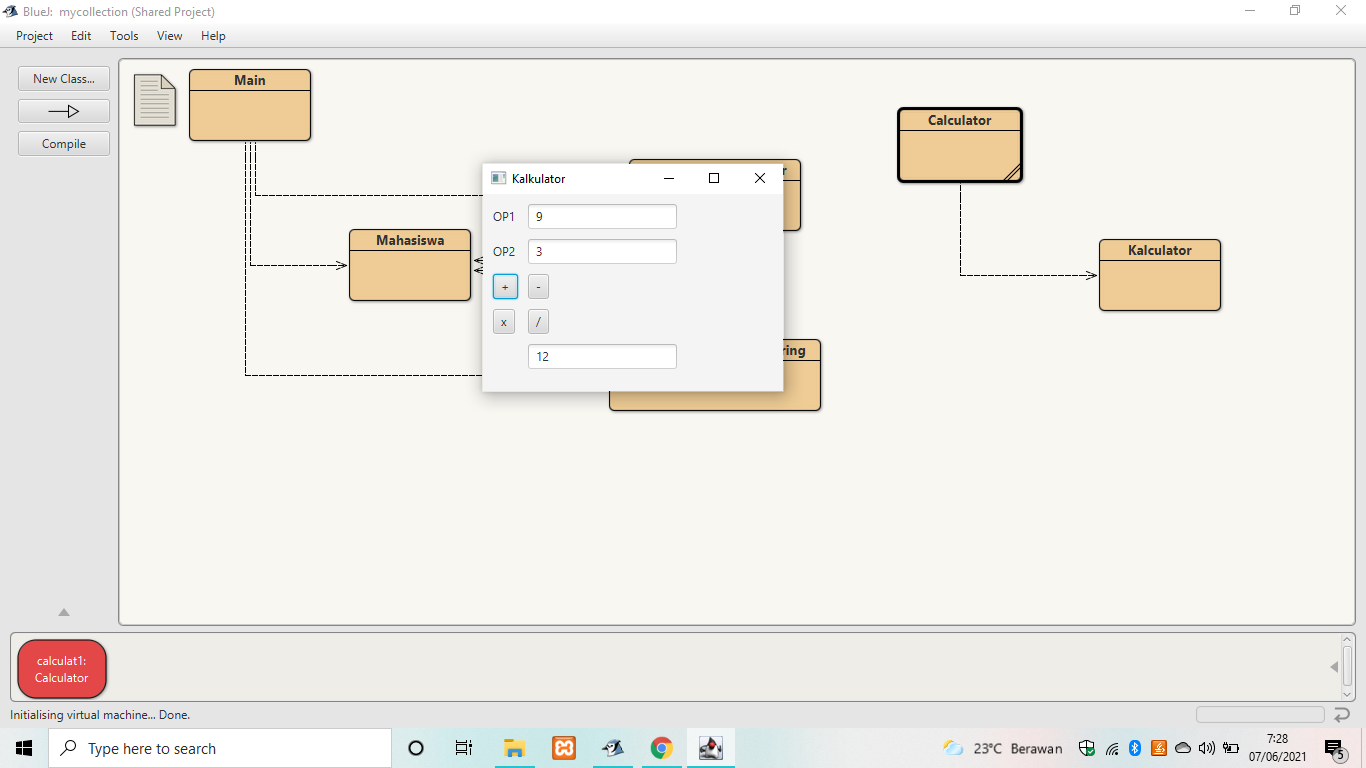 BlueJ: mycollection (Shared Project)
Project Edit Tools View Help
New Class...
Compile
Main
Calculator
Mahasiswa
Kalculator
Kalkulator
OP1 9
OP2 3
+ -
x /
12
calculat1:
Calculator
Initialising virtual machine... Done.
Type here to search
23°C Berawan
7:28
07/06/2021
5